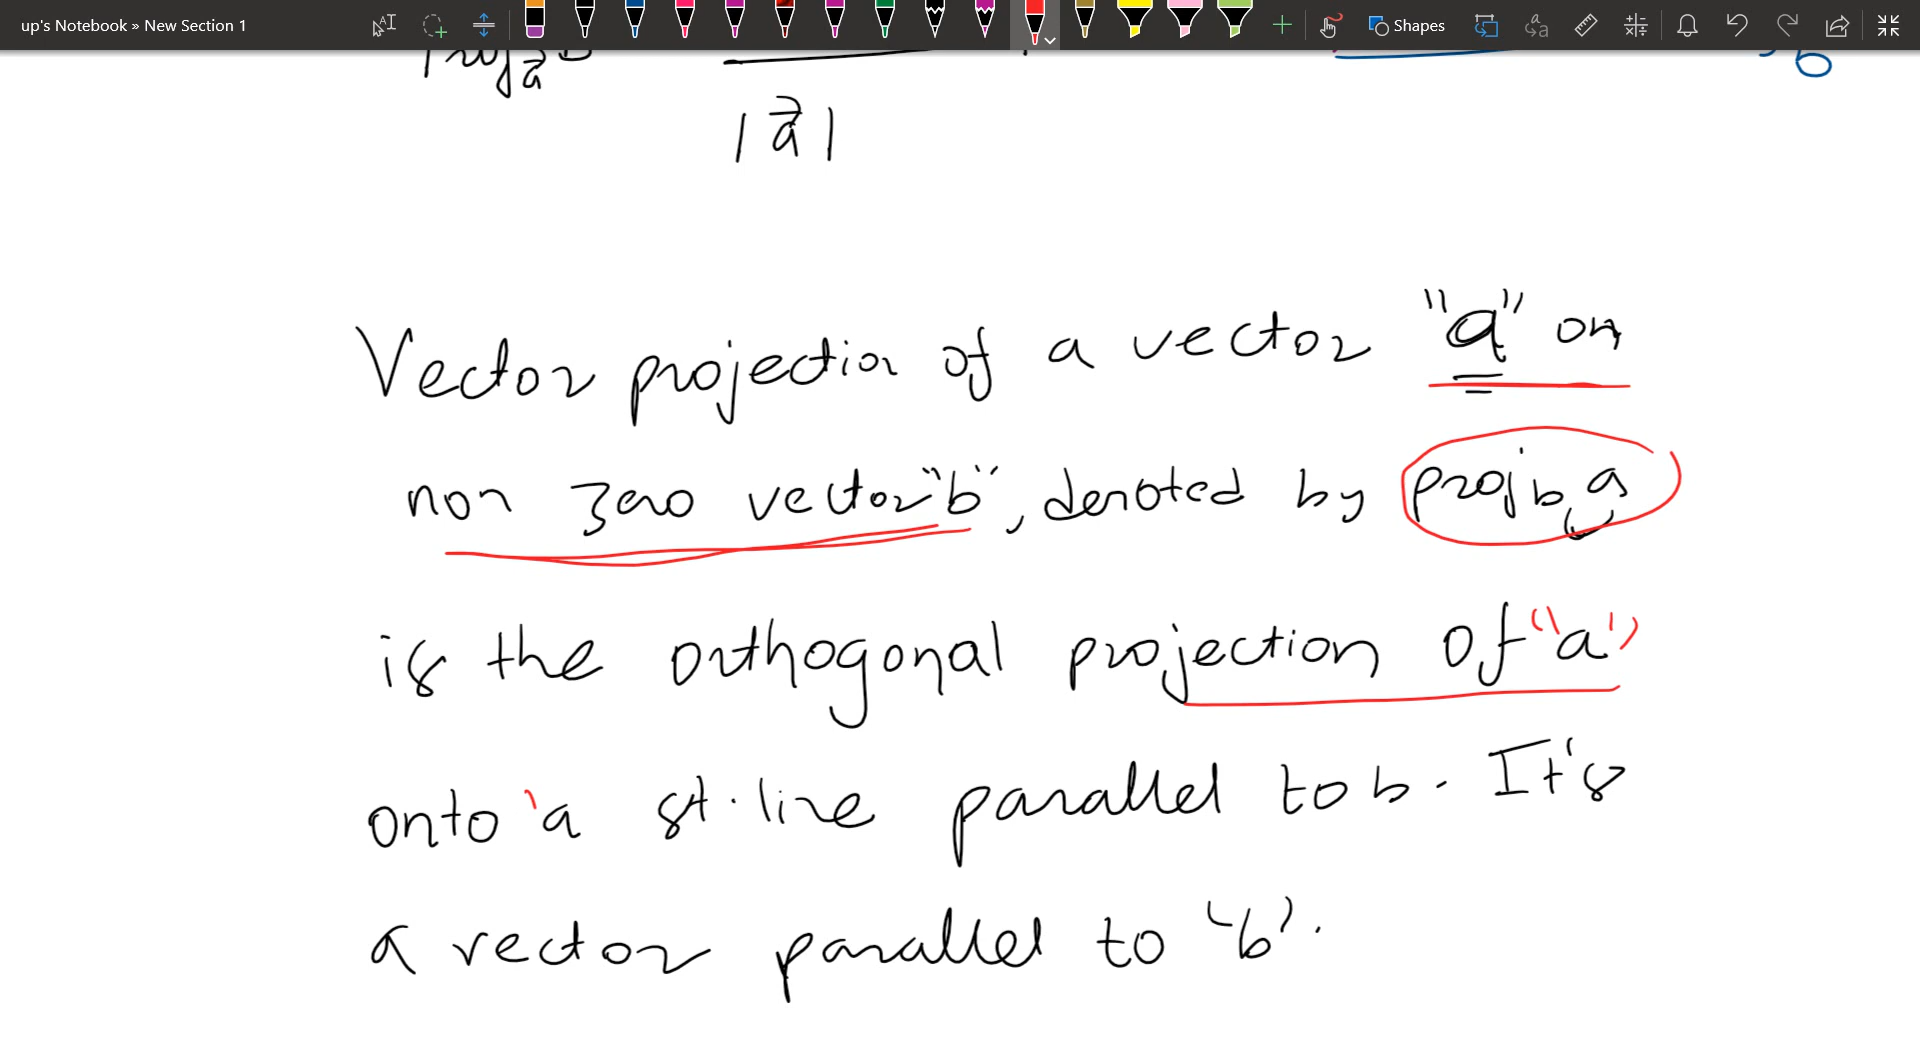 up's Notebook » New Section 1
Shapes
|a⃗|
Vector projection of a vector "a" on
non zero vector "b", denoted by projb a
is the orthogonal projection of "a"
onto 'a st. line parallel to b. It's
a vector parallel to 'b'.